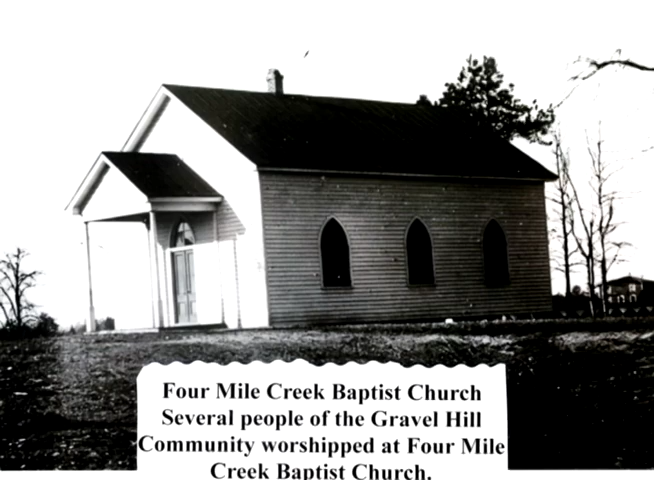 Four Mile Creek Baptist Church
Several people of the Gravel Hill
Community worshipped at Four Mile
Creek Baptist Church.